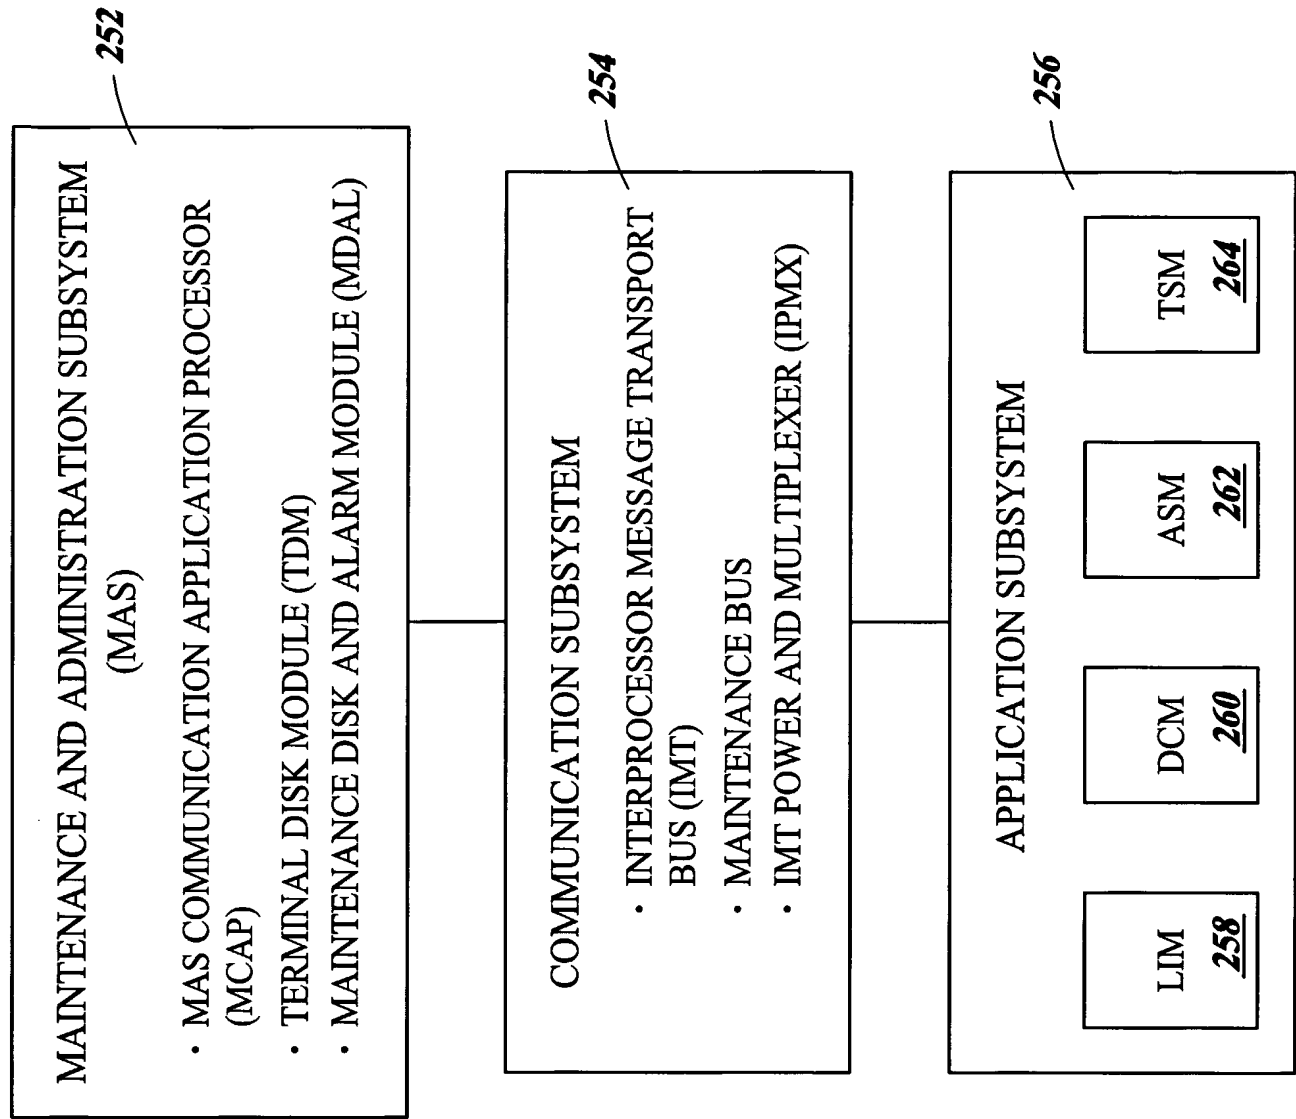 252
MAINTENANCE AND ADMINISTRATION SUBSYSTEM
(MAS)
• MAS COMMUNICATION APPLICATION PROCESSOR
(MCAP)
• TERMINAL DISK MODULE (TDM)
• MAINTENANCE DISK AND ALARM MODULE (MDAL)
254
COMMUNICATION SUBSYSTEM
• INTERPROCESSOR MESSAGE TRANSPORT
BUS (IMT)
• MAINTENANCE BUS
• IMT POWER AND MULTIPLEXER (IPMX)
256
APPLICATION SUBSYSTEM
LIM
258
DCM
260
ASM
262
TSM
264